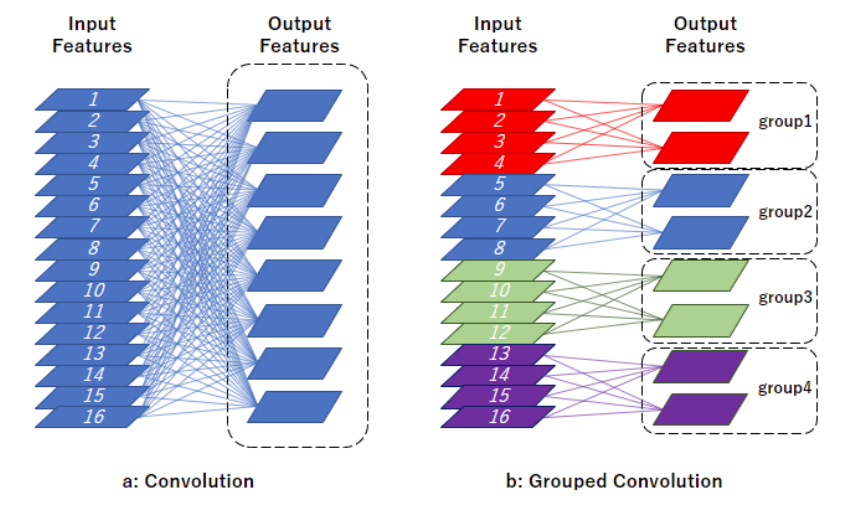 Input
Features
Output
Features
1
2
3
4
5
6
7
8
9
10
11
12
13
14
15
16
a: Convolution
Input
Features
Output
Features
1
2
3
4
5
6
7
8
9
10
11
12
13
14
15
16
group1
group2
group3
group4
b: Grouped Convolution